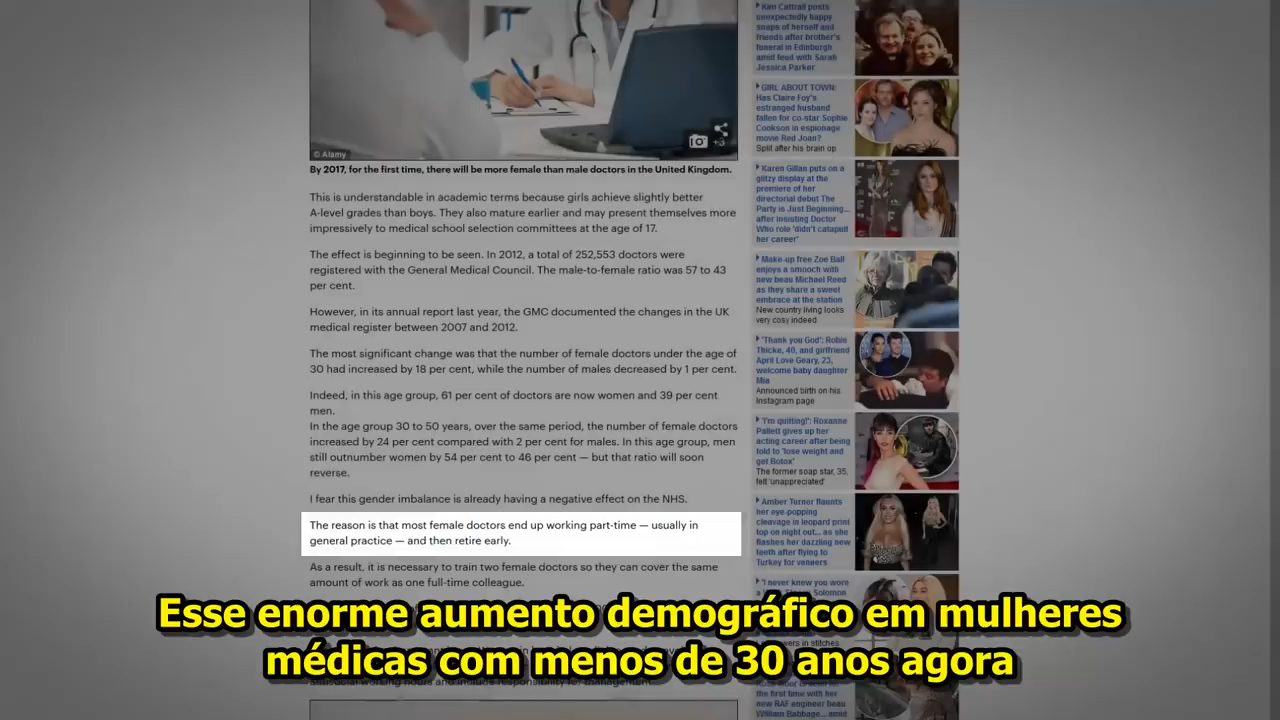 © Alamy
+3
By 2017, for the first time, there will be more female than male doctors in the United Kingdom.
This is understandable in academic terms because girls achieve slightly better
A-level grades than boys. They also mature earlier and may present themselves more
impressively to medical school selection committees at the age of 17.
The effect is beginning to be seen. In 2012, a total of 252,553 doctors were
registered with the General Medical Council. The male-to-female ratio was 57 to 43
per cent.
However, in its annual report last year, the GMC documented the changes in the UK
medical register between 2007 and 2012.
The most significant change was that the number of female doctors under the age of
30 had increased by 18 per cent, while the number of males decreased by 1 per cent.
Indeed, in this age group, 61 per cent of doctors are now women and 39 per cent
men.
In the age group 30 to 50 years, over the same period, the number of female doctors
increased by 24 per cent compared with 2 per cent for males. In this age group, men
still outnumber women by 54 per cent to 46 per cent — but that ratio will soon
reverse.
I fear this gender imbalance is already having a negative effect on the NHS.
The reason is that most female doctors end up working part-time — usually in
general practice — and then retire early.
As a result, it is necessary to train two female doctors so they can cover the same
amount of work as one full-time colleague.
Kim Cattrall posts
unexpectedly happy
snaps of herself and
friends after brother's
funeral in Edinburgh
amid feud with Sarah
Jessica Parker
GIRL ABOUT TOWN:
Has Claire Foy's
estranged husband
fallen for co-star Sophie
Cookson in espionage
movie Red Joan?
Split after his brain op
Karen Gillan puts on a
glitzy display at the
premiere of her
directorial debut The
Party is Just Beginning...
after insisting Doctor
Who role 'didn't catapult
her career'
Make-up free Zoe Ball
enjoys a smooch with
new beau Michael Reed
as they share a sweet
embrace at the station
New country living looks
very cosy indeed
'Thank you God': Robin
Thicke, 40, and girlfriend
April Love Geary, 23,
welcome baby daughter
Mia
Announced birth on his
Instagram page
'I'm quitting!': Roxanne
Pallett gives up her
acting career after being
told to 'lose weight and
get Botox'
The former soap star, 35,
felt 'unappreciated'
Amber Turner flaunts
her eye-popping
cleavage in leopard print
top on night out... as she
flashes her dazzling new
teeth after flying to
Turkey for veneers
'I never knew you wore
Solomon
in stitches
the first time with her
new RAF engineer beau
William Babbage...amid
Esse enorme aumento demográfico em mulheres
médicas com menos de 30 anos agora